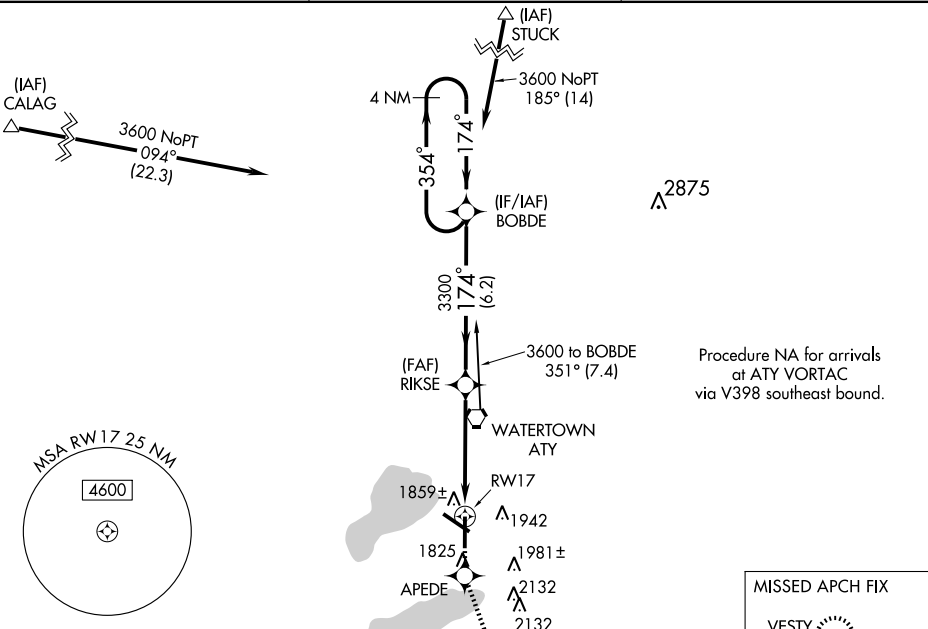 (IAF)
STUCK
3600 NoPT
185° (14)
(IAF)
CALAG
3600 NoPT
094°
(22.3)
4 NM
354°
174°
(IF/IAF)
BOBDE
2875
3300
174°
(6.2)
(FAF)
RIKSE
3600 to BOBDE
351° (7.4)
Procedure NA for arrivals
at ATY VORTAC
via V398 southeast bound.
WATERTOWN
ATY
MSA RW17 25 NM
4600
1859±
RW17
1942
1825
1981±
APEDE
2132
2132
MISSED APCH FIX
VESTY